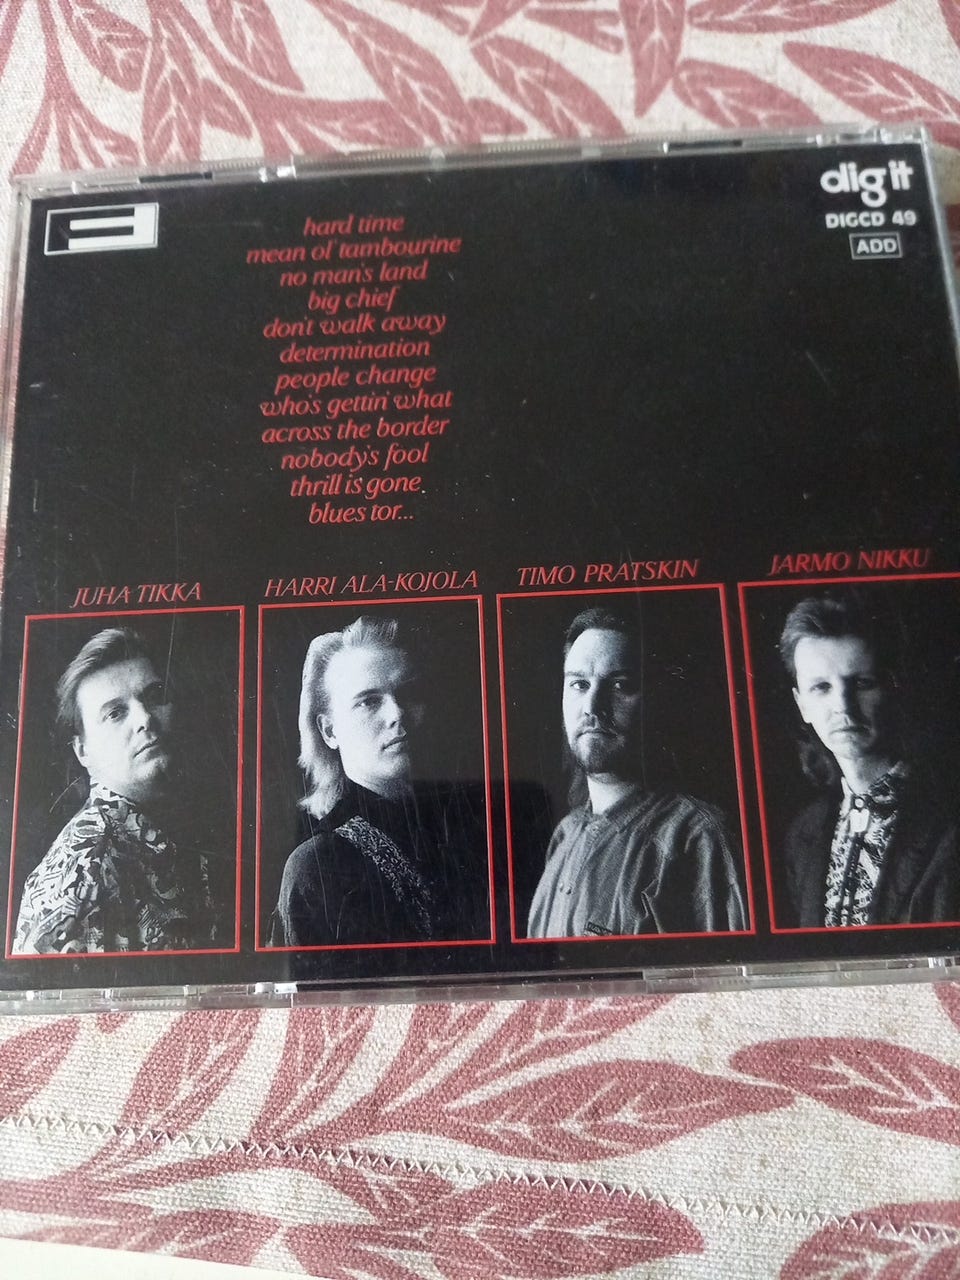 dig it
DIGCD 49
ADD
hard time
mean ol' tambourine
no man's land
big chief
don't walk away
determination
people change
who's gettin' what
across the border
nobody's fool
thrill is gone
blues tor...
JUHA TIKKA
HARRI ALA-KOJOLA
TIMO PRATSKIN
JARMO NIKKU